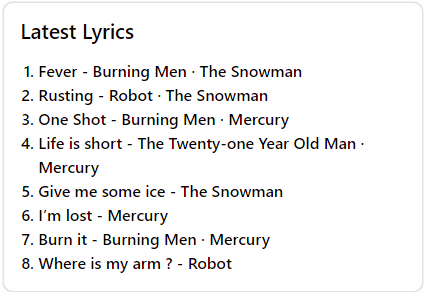 Latest Lyrics
1. Fever - Burning Men · The Snowman
2. Rusting - Robot · The Snowman
3. One Shot - Burning Men · Mercury
4. Life is short - The Twenty-one Year Old Man ·
Mercury
5. Give me some ice - The Snowman
6. I´m lost - Mercury
7. Burn it - Burning Men · Mercury
8. Where is my arm ? - Robot